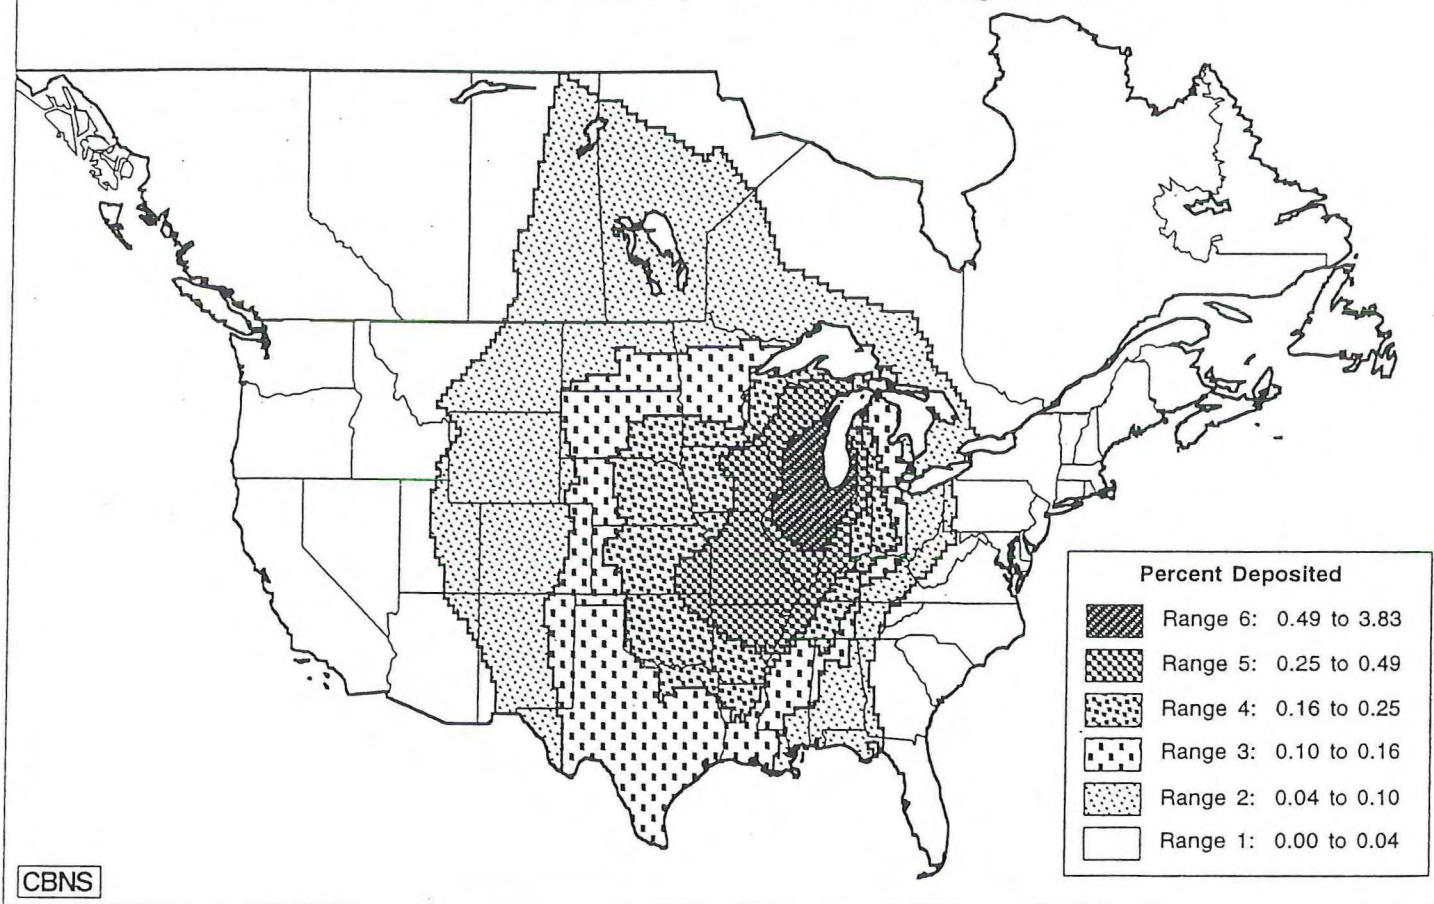 Percent Deposited
Range 6: 0.49 to 3.83
Range 5: 0.25 to 0.49
Range 4: 0.16 to 0.25
Range 3: 0.10 to 0.16
Range 2: 0.04 to 0.10
Range 1: 0.00 to 0.04
CBNS